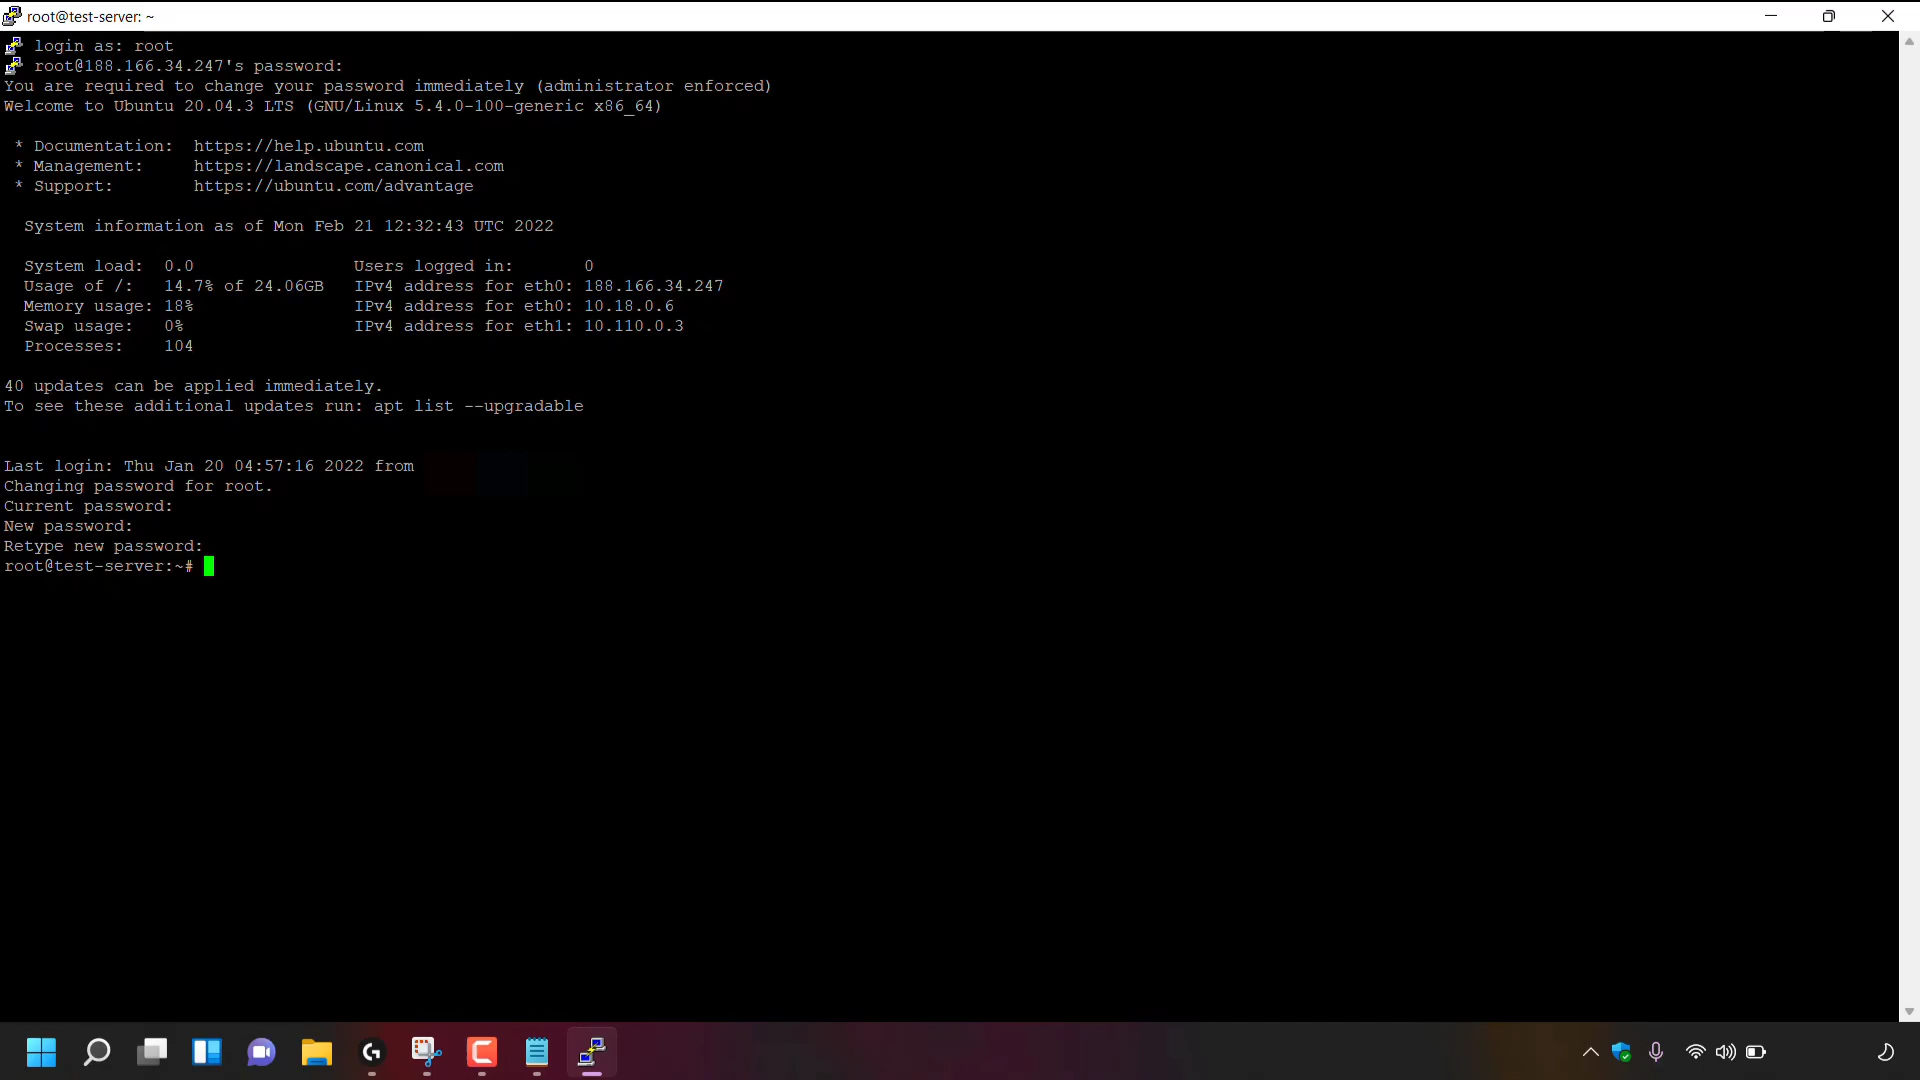 root@test-server: ~
login as: root
root@188.166.34.247's password:
You are required to change your password immediately (administrator enforced)
Welcome to Ubuntu 20.04.3 LTS (GNU/Linux 5.4.0-100-generic x86_64)
* Documentation:  https://help.ubuntu.com
* Management:     https://landscape.canonical.com
* Support:        https://ubuntu.com/advantage
System information as of Mon Feb 21 12:32:43 UTC 2022
System load:  0.0                Users logged in:       0
Usage of /:   14.7% of 24.06GB   IPv4 address for eth0: 188.166.34.247
Memory usage: 18%                IPv4 address for eth0: 10.18.0.6
Swap usage:   0%                 IPv4 address for eth1: 10.110.0.3
Processes:    104
40 updates can be applied immediately.
To see these additional updates run: apt list --upgradable
Last login: Thu Jan 20 04:57:16 2022 from
Changing password for root.
Current password:
New password:
Retype new password:
root@test-server:~#